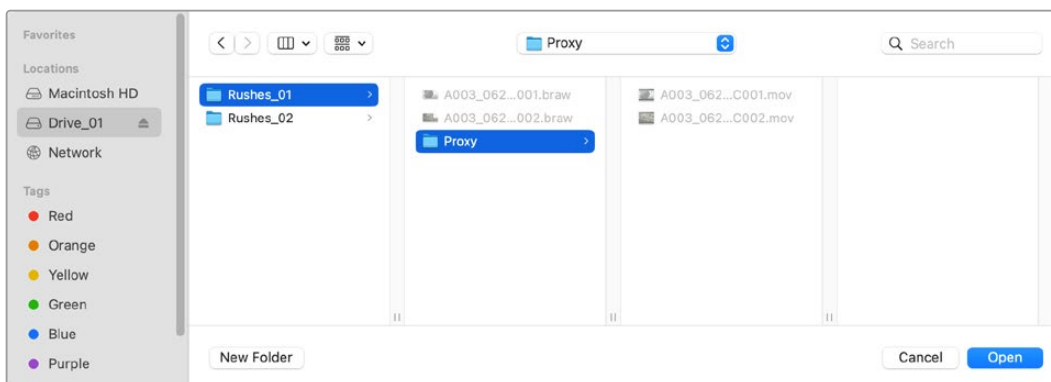 Favorites
Locations
Macintosh HD
Drive_01
Network
Tags
Red
Orange
Yellow
Green
Blue
Purple
Proxy
Search
Rushes_01
Rushes_02
A003_062...001.braw
A003_062...002.braw
Proxy
A003_062...C001.mov
A003_062...C002.mov
New Folder
Cancel
Open